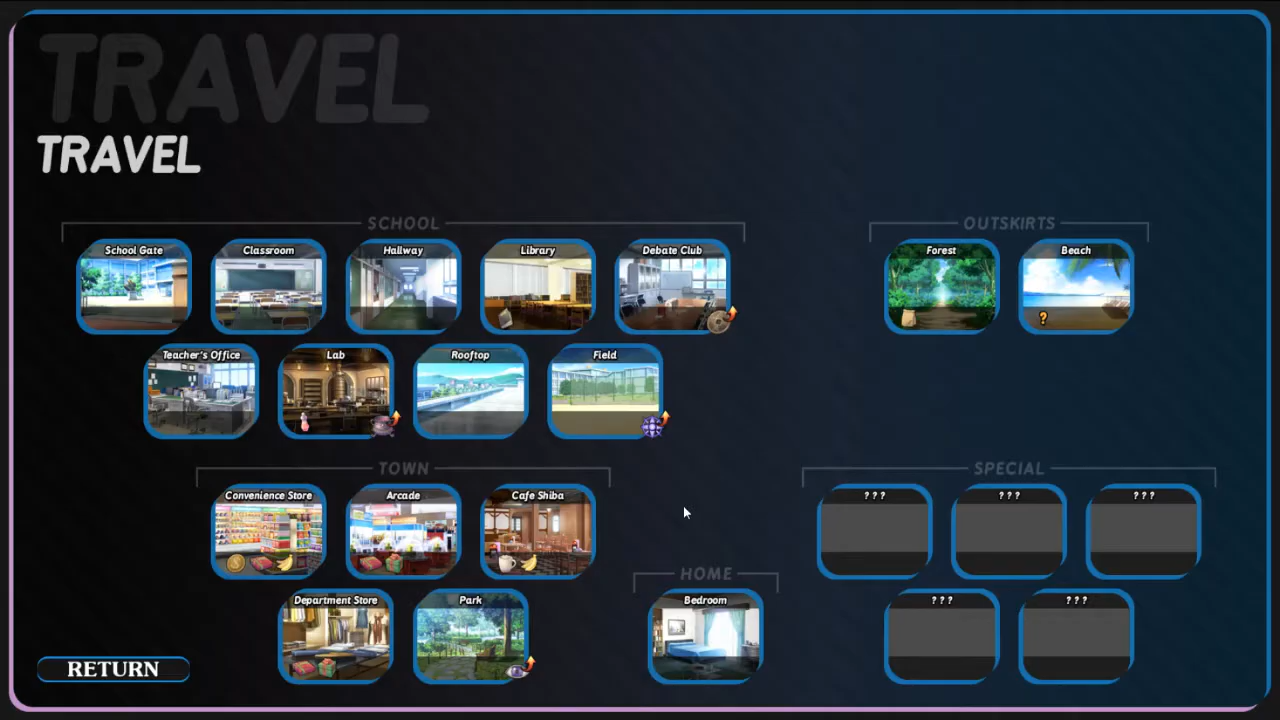 TRAVEL
TRAVEL
SCHOOL
OUTSKIRTS
School Gate
Classroom
Hallway
Library
Debate Club
Forest
Beach
?
Teacher's Office
Lab
Rooftop
Field
TOWN
SPECIAL
Convenience Store
Arcade
Cafe Shiba
? ? ?
? ? ?
? ? ?
HOME
Department Store
Park
Bedroom
? ? ?
? ? ?
RETURN